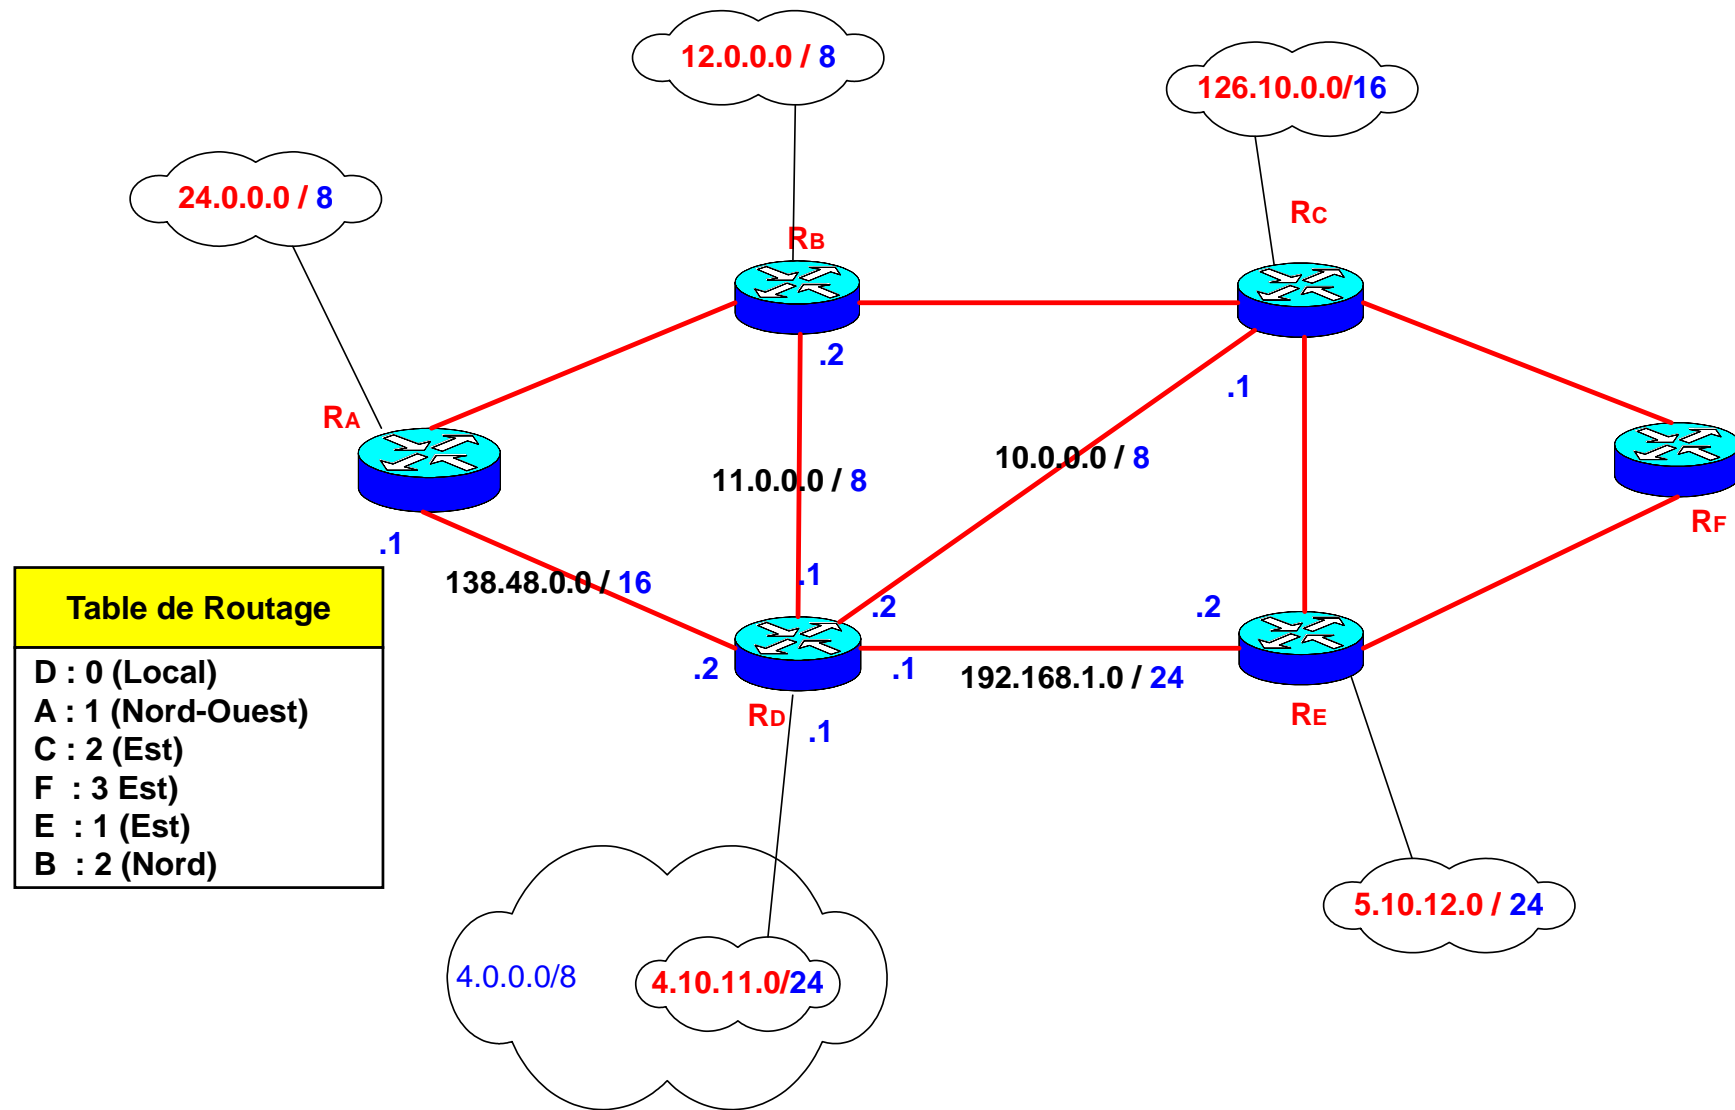 12.0.0.0 / 8
126.10.0.0/16
24.0.0.0 / 8
RC
RB
.2
.1
RA
10.0.0.0 / 8
11.0.0.0 / 8
RF
.1
138.48.0.0 / 16
.1
.2
.2
.2
.1
192.168.1.0 / 24
RD
.1
RE
Table de Routage
D : 0 (Local)
A : 1 (Nord-Ouest)
C : 2 (Est)
F : 3 Est)
E : 1 (Est)
B : 2 (Nord)
5.10.12.0 / 24
4.0.0.0/8
4.10.11.0/24